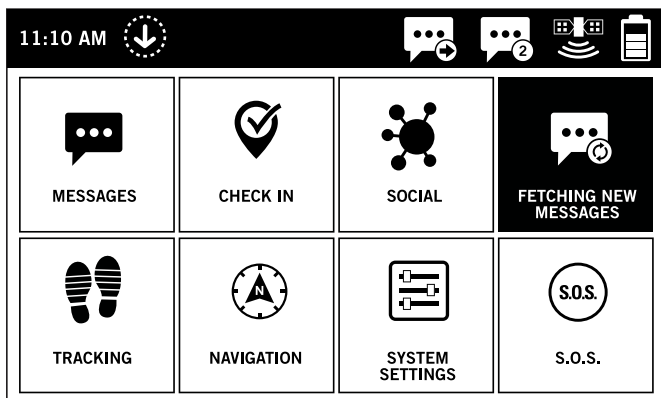 11:10 AM
2
MESSAGES
CHECK IN
SOCIAL
FETCHING NEW
MESSAGES
TRACKING
N
NAVIGATION
SYSTEM
SETTINGS
S.O.S.
S.O.S.